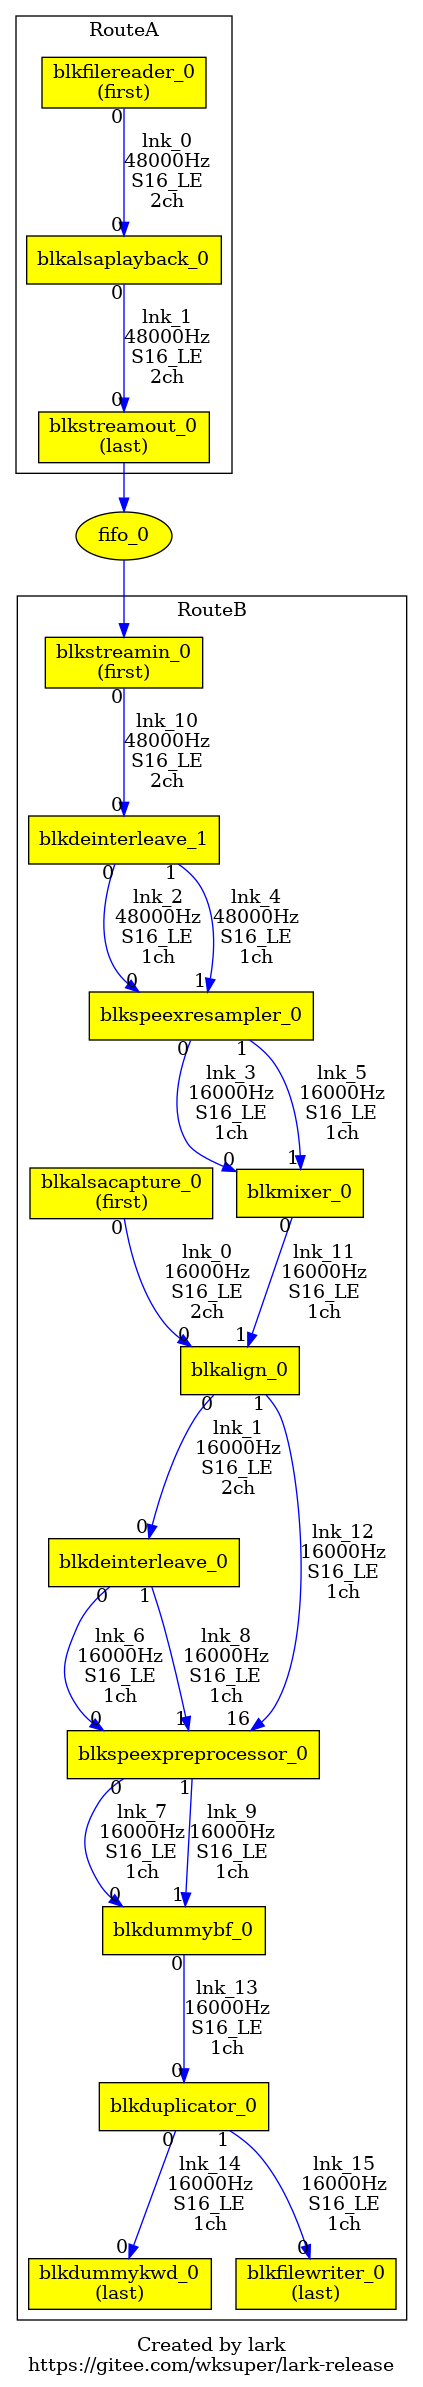 RouteA
blkfilereader_0
(first)
0
lnk_0
48000Hz
S16_LE
2ch
0
blkalsaplayback_0
0
lnk_1
48000Hz
S16_LE
2ch
0
blkstreamout_0
(last)
fifo_0
RouteB
blkstreamin_0
(first)
0
lnk_10
48000Hz
S16_LE
2ch
0
blkdeinterleave_1
0
1
lnk_2
48000Hz
S16_LE
1ch
lnk_4
48000Hz
S16_LE
1ch
0
1
blkspeexresampler_0
0
1
lnk_3
16000Hz
S16_LE
1ch
lnk_5
16000Hz
S16_LE
1ch
0
1
blkalsacapture_0
(first)
blkmixer_0
0
0
lnk_0
16000Hz
S16_LE
2ch
lnk_11
16000Hz
S16_LE
1ch
0
1
blkalign_0
0
1
lnk_1
16000Hz
S16_LE
2ch
0
lnk_12
16000Hz
S16_LE
1ch
blkdeinterleave_0
0
1
lnk_6
16000Hz
S16_LE
1ch
lnk_8
16000Hz
S16_LE
1ch
0
1
16
blkspeexpreprocessor_0
0
1
lnk_7
16000Hz
S16_LE
1ch
lnk_9
16000Hz
S16_LE
1ch
0
1
blkdummybf_0
0
lnk_13
16000Hz
S16_LE
1ch
0
blkduplicator_0
0
1
lnk_14
16000Hz
S16_LE
1ch
lnk_15
16000Hz
S16_LE
1ch
0
0
blkdummykwd_0
(last)
blkfilewriter_0
(last)
Created by lark
https://gitee.com/wksuper/lark-release